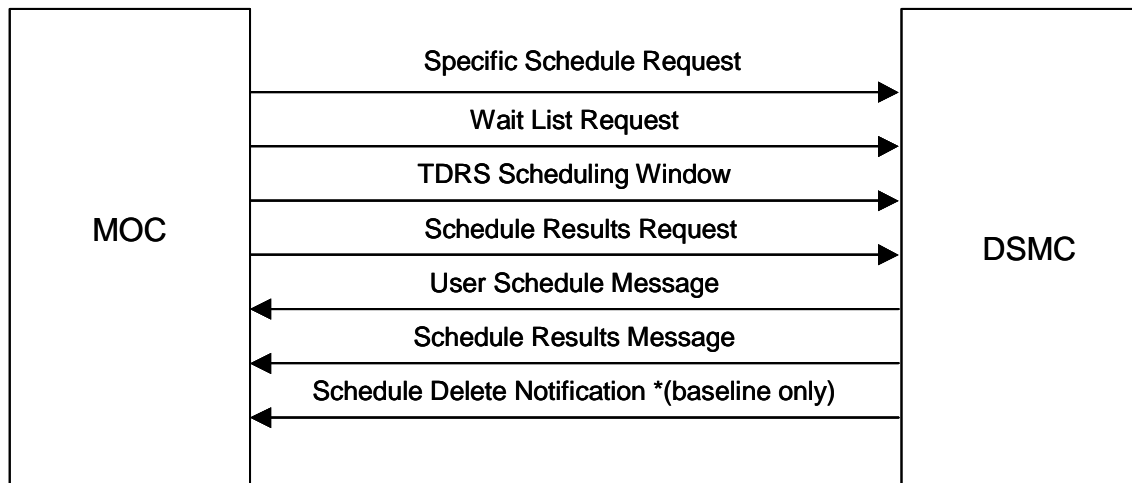 Specific Schedule Request
Wait List Request
TDRS Scheduling Window
MOC
Schedule Results Request
DSMC
User Schedule Message
Schedule Results Message
Schedule Delete Notification *(baseline only)